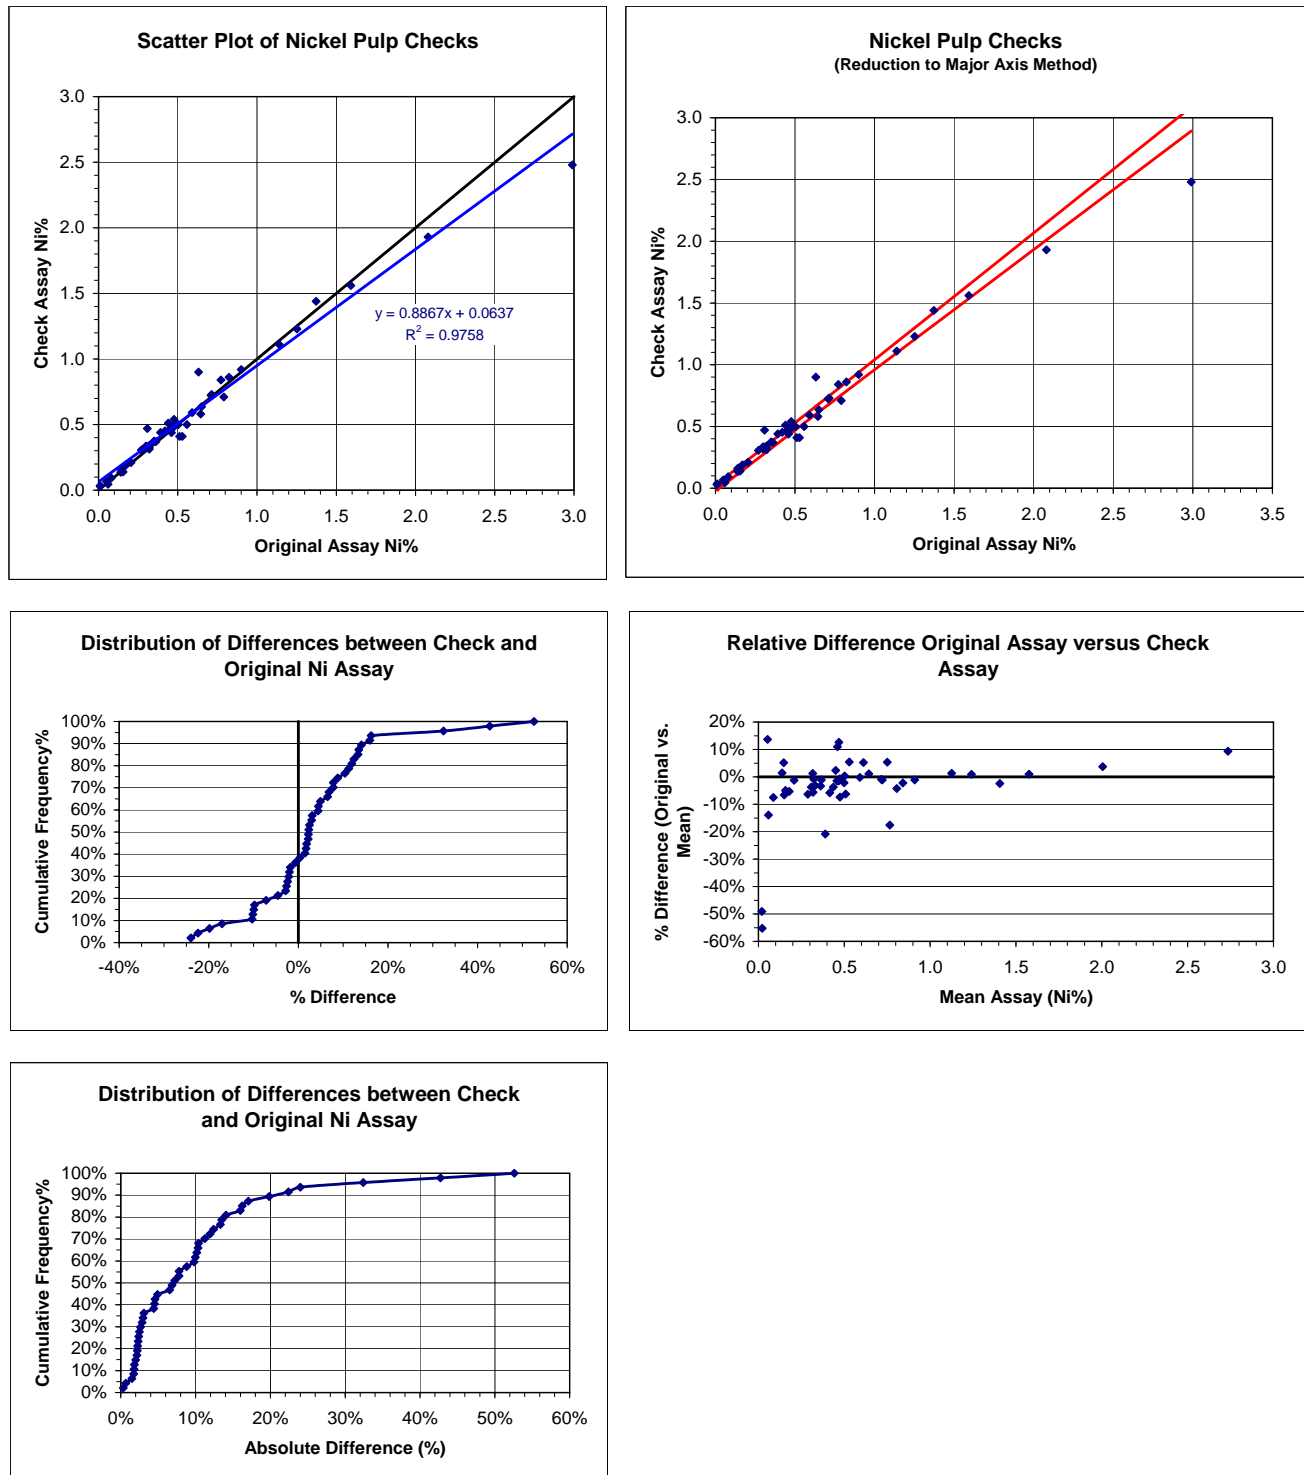 Scatter Plot of Nickel Pulp Checks
3.0
2.5
2.0
1.5
1.0
0.5
0.0
Check Assay Ni%
y = 0.8867x + 0.0637
R² = 0.9758
0.0 0.5 1.0 1.5 2.0 2.5 3.0
Original Assay Ni%
Nickel Pulp Checks
(Reduction to Major Axis Method)
3.0
2.5
2.0
1.5
1.0
0.5
0.0
Check Assay Ni%
0.0 0.5 1.0 1.5 2.0 2.5 3.0 3.5
Original Assay Ni%
Distribution of Differences between Check and
Original Ni Assay
100%
90%
80%
70%
60%
50%
40%
30%
20%
10%
0%
Cumulative Frequency%
-40% -20% 0% 20% 40% 60%
% Difference
Relative Difference Original Assay versus Check
Assay
20%
10%
0%
-10%
-20%
-30%
-40%
-50%
-60%
% Difference (Original vs.
Mean)
0.0 0.5 1.0 1.5 2.0 2.5 3.0
Mean Assay (Ni%)
Distribution of Differences between Check
and Original Ni Assay
100%
90%
80%
70%
60%
50%
40%
30%
20%
10%
0%
Cumulative Frequency%
0% 10% 20% 30% 40% 50% 60%
Absolute Difference (%)